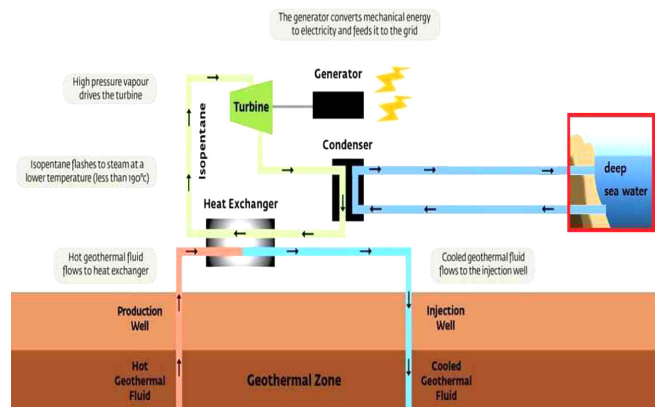 The generator converts mechanical energy
to electricity and feeds it to the grid
High pressure vapour
drives the turbine
Generator
Turbine
Isopentane
Condenser
deep
sea water
Isopentane flashes to steam at a
lower temperature (less than 190°c)
Heat Exchanger
Hot geothermal fluid
flows to heat exchanger
Cooled geothermal fluid
flows to the injection well
Production
Well
Injection
Well
Hot
Geothermal
Fluid
Geothermal Zone
Cooled
Geothermal
Fluid